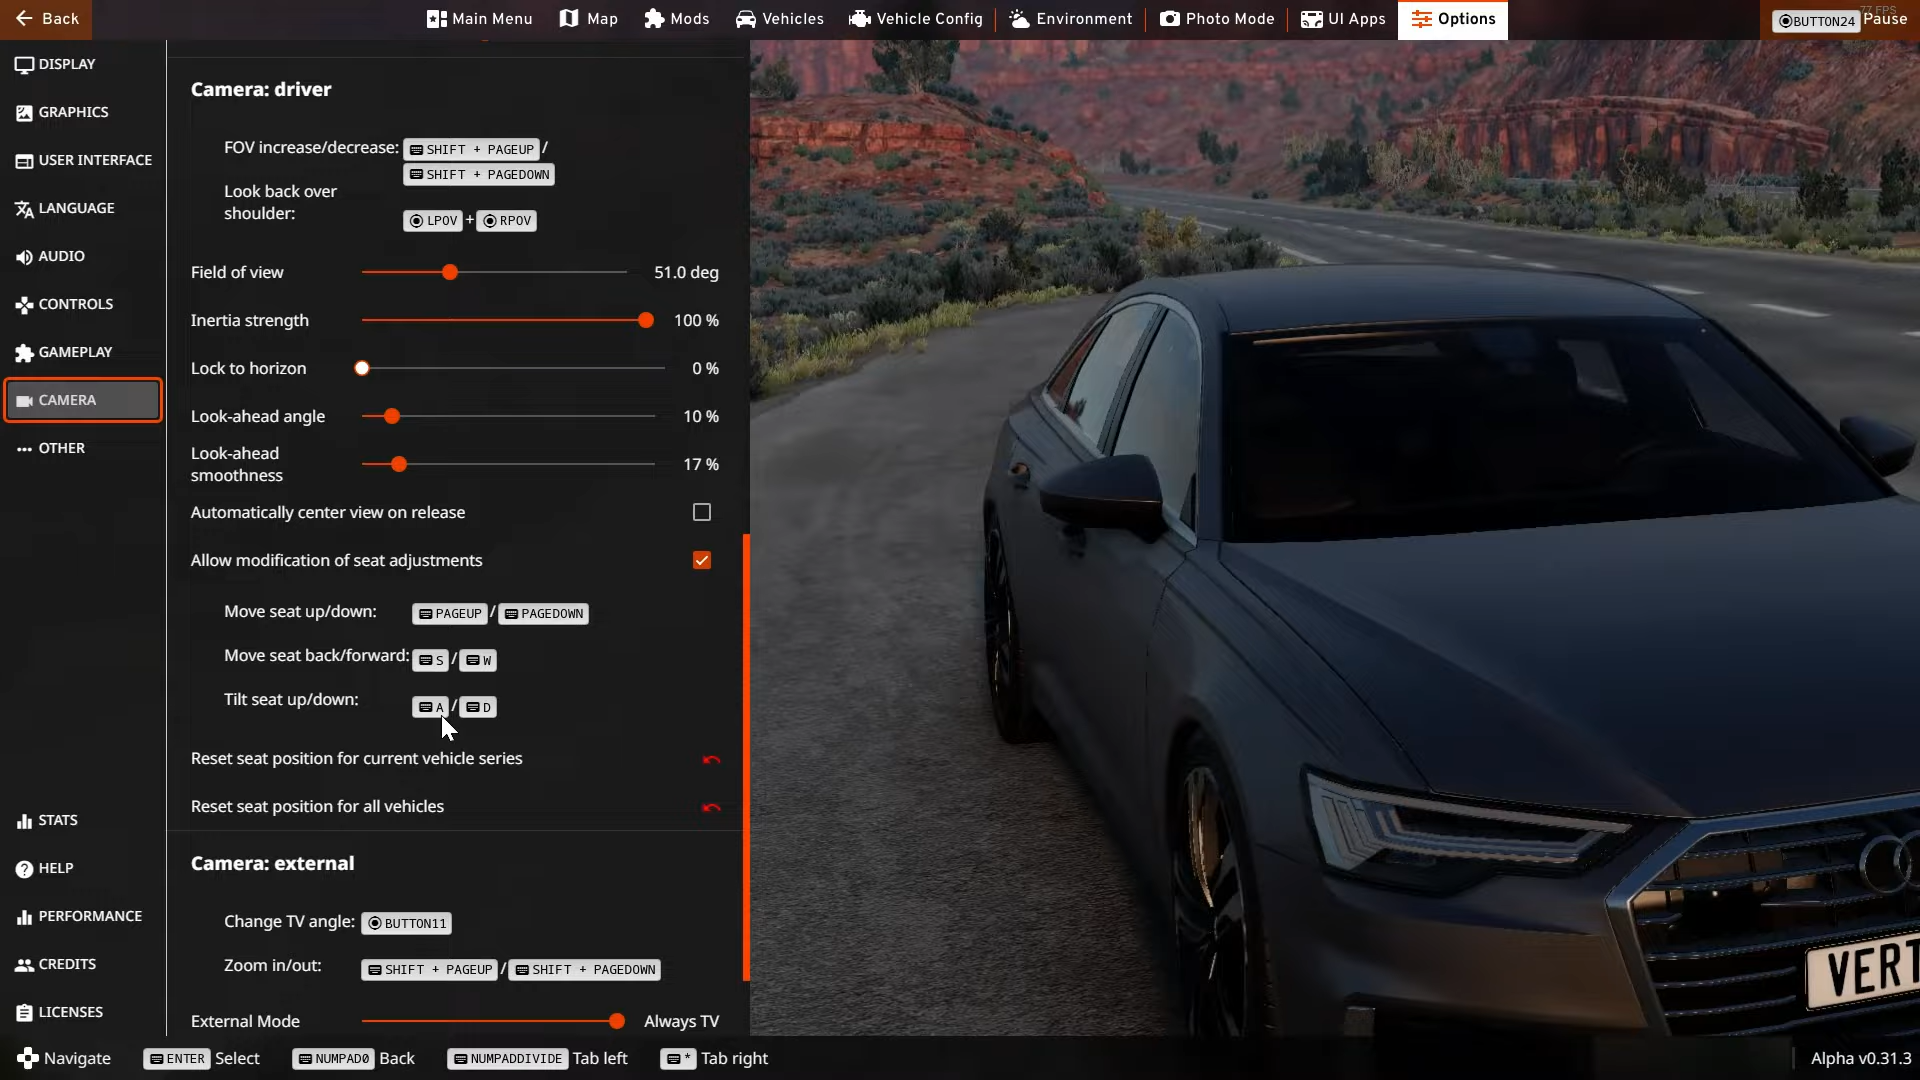 Back
Main Menu
Map
Mods
Vehicles
Vehicle Config
Environment
Photo Mode
UI Apps
Options
77 FPS
BUTTON24 Pause
DISPLAY
GRAPHICS
USER INTERFACE
LANGUAGE
AUDIO
CONTROLS
GAMEPLAY
CAMERA
OTHER
STATS
HELP
PERFORMANCE
CREDITS
LICENSES
Camera: driver
FOV increase/decrease: SHIFT + PAGEUP /
SHIFT + PAGEDOWN
Look back over
shoulder:
LPOV + RPOV
Field of view 51.0 deg
Inertia strength 100 %
Lock to horizon 0 %
Look-ahead angle 10 %
Look-ahead
smoothness
17 %
Automatically center view on release
Allow modification of seat adjustments
Move seat up/down: PAGEUP / PAGEDOWN
Move seat back/forward: S / W
Tilt seat up/down: A / D
Reset seat position for current vehicle series
Reset seat position for all vehicles
Camera: external
Change TV angle: BUTTON11
Zoom in/out: SHIFT + PAGEUP / SHIFT + PAGEDOWN
External Mode Always TV
VERT
Navigate
ENTER Select
NUMPAD0 Back
NUMPADDIVIDE Tab left
* Tab right
Alpha v0.31.3